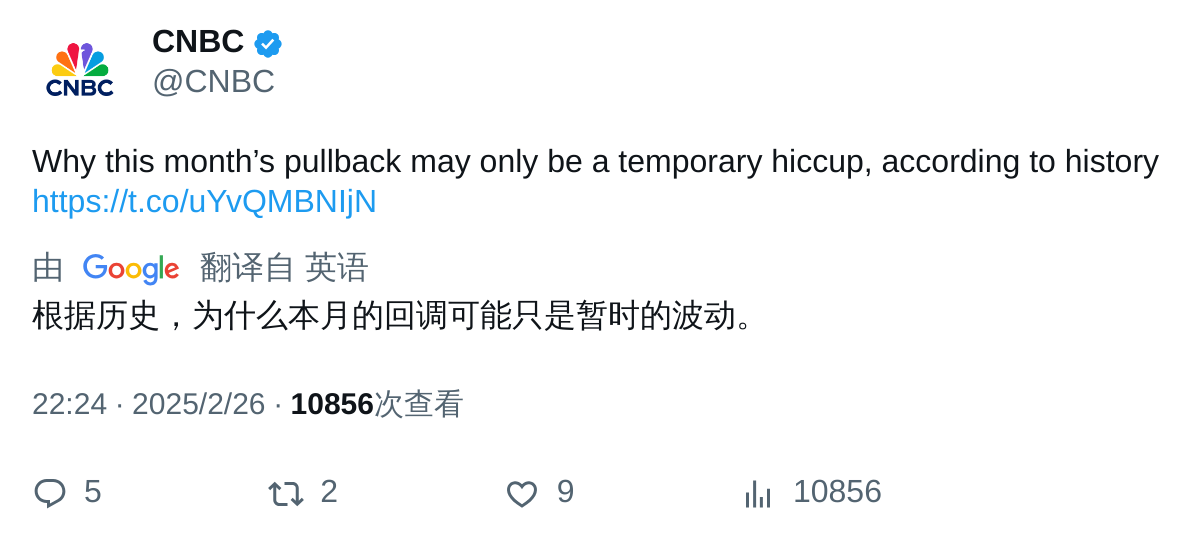 CNBC
CNBC
@CNBC
Why this month’s pullback may only be a temporary hiccup, according to history
https://t.co/uYvQMBNIjN
由 Google 翻译自 英语
根据历史，为什么本月的回调可能只是暂时的波动。
22:24 · 2025/2/26 · 10856次查看
5 2 9 10856